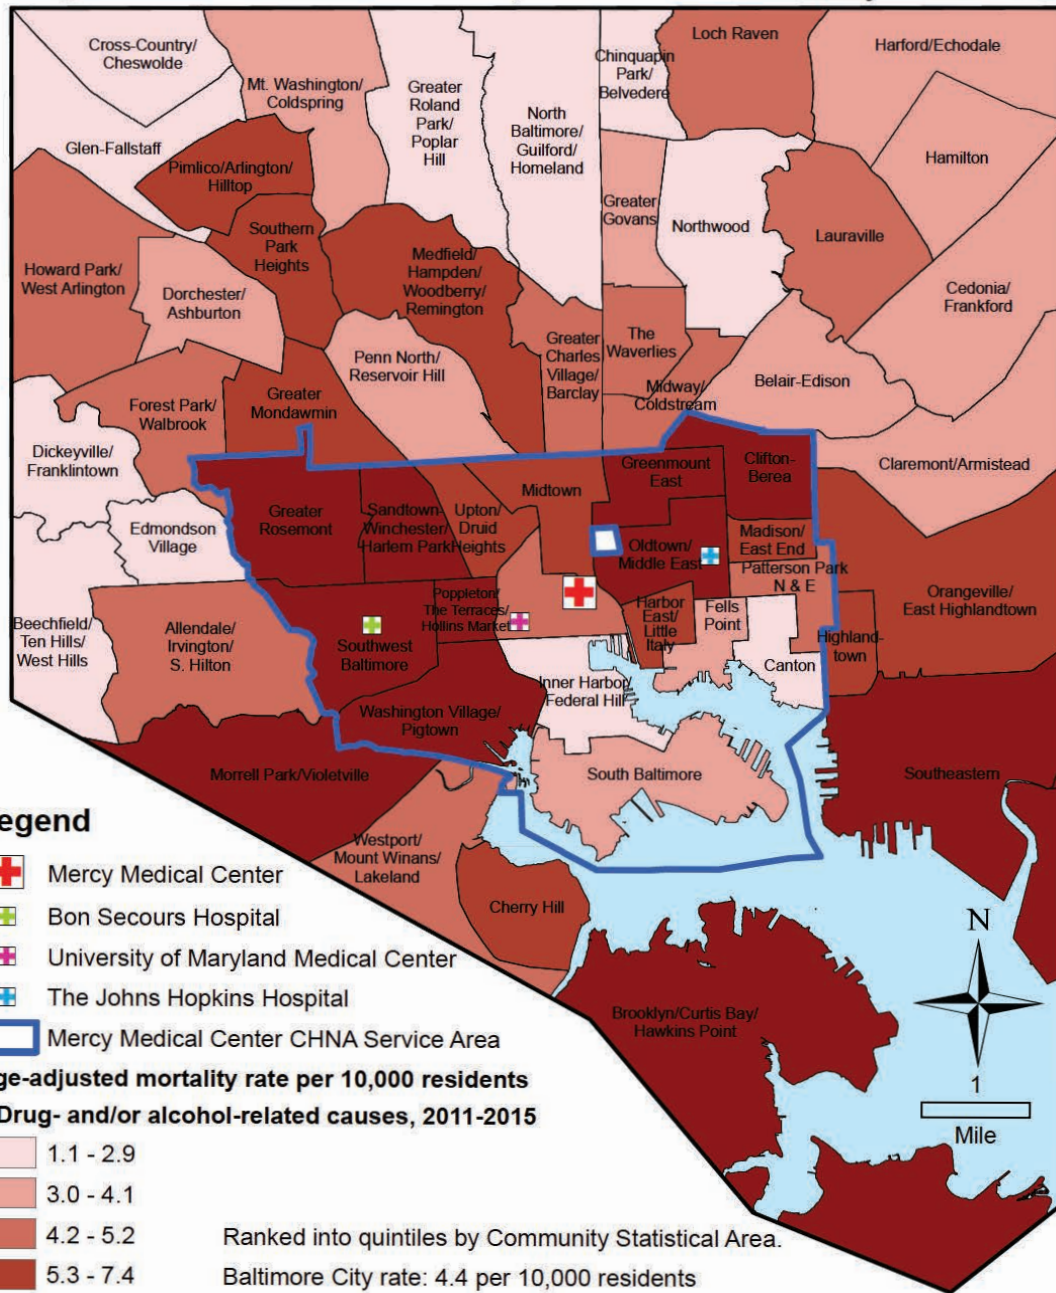 Cross-Country/
Cheswolde
Mt. Washington/
Coldspring
Greater
Roland
Park/
Poplar
Hill
North
Baltimore/
Guilford/
Homeland
Chinquapin
Park/
Belvedere
Loch Raven
Harford/Echodale
Glen-Fallstaff
Pimlico/Arlington/
Hilltop
Southern
Park
Heights
Howard Park/
West Arlington
Dorchester/
Ashburton
Medfield/
Hampden/
Woodberry/
Remington
Greater
Govans
Northwood
Lauraville
Hamilton
Cedonia/
Frankford
Penn North/
Reservoir Hill
Greater
Charles
Village/
Barclay
The
Waverlies
Midway/
Coldstream
Belair-Edison
Forest Park/
Walbrook
Greater
Mondawmin
Dickeyville/
Franklintown
Claremont/Armistead
Edmondson
Village
Greater
Rosemont
Sandtown-
Winchester/
Harlem Park
Upton/
Druid
Heights
Midtown
Greenmount
East
Clifton-
Berea
Oldtown/
Middle East
Madison/
East End
Patterson Park
N & E
Orangeville/
East Highlandtown
Beechfield/
Ten Hills/
West Hills
Allendale/
Irvington/
S. Hilton
Southwest
Baltimore
Poppleton/
The Terraces/
Hollins Market
Harbor
East/
Little
Italy
Fells
Point
Canton
Highland-
town
Inner Harbor/
Federal Hill
Washington Village/
Pigtown
Morrell Park/Violetville
South Baltimore
Southeastern
Westport/
Mount Winans/
Lakeland
Cherry Hill
Brooklyn/Curtis Bay/
Hawkins Point
N
1
Mile
egend
Mercy Medical Center
Bon Secours Hospital
University of Maryland Medical Center
The Johns Hopkins Hospital
Mercy Medical Center CHNA Service Area
ge-adjusted mortality rate per 10,000 residents
Drug- and/or alcohol-related causes, 2011-2015
1.1 - 2.9
3.0 - 4.1
4.2 - 5.2
5.3 - 7.4
Ranked into quintiles by Community Statistical Area.
Baltimore City rate: 4.4 per 10,000 residents